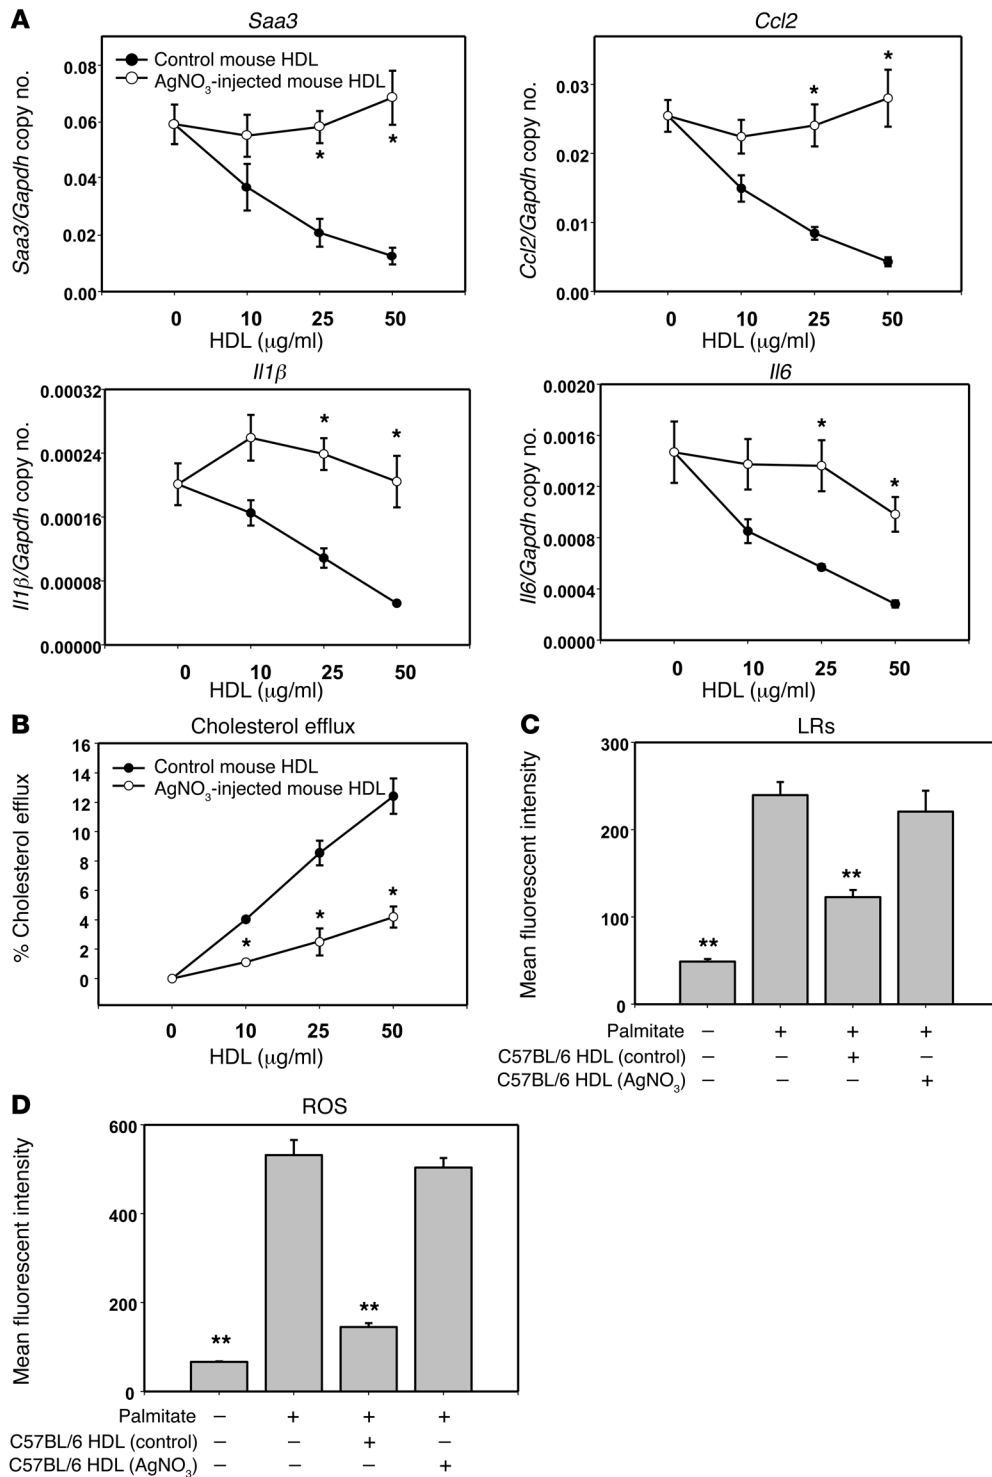 A
Saa3
Saa3/Gapdh copy no.
0.08
0.06
0.04
0.02
0.00
Control mouse HDL
AgNO₃-injected mouse HDL
*
*
0 10 25 50
HDL (μg/ml)
Ccl2
Ccl2/Gapdh copy no.
0.03
0.02
0.01
0.00
*
*
0 10 25 50
HDL (μg/ml)
Il1β
Il1β/Gapdh copy no.
0.00032
0.00024
0.00016
0.00008
0.00000
*
*
0 10 25 50
HDL (μg/ml)
Il6
Il6/Gapdh copy no.
0.0020
0.0016
0.0012
0.0008
0.0004
0.0000
*
*
0 10 25 50
HDL (μg/ml)
B
Cholesterol efflux
% Cholesterol efflux
16
14
12
10
8
6
4
2
0
Control mouse HDL
AgNO₃-injected mouse HDL
*
*
*
0 10 25 50
HDL (μg/ml)
C
LRs
Mean fluorescent intensity
300
200
100
0
**
**
Palmitate − + + +
C57BL/6 HDL (control) − − + −
C57BL/6 HDL (AgNO₃) − − − +
D
ROS
Mean fluorescent intensity
600
400
200
0
**
**
Palmitate − + + +
C57BL/6 HDL (control) − − + −
C57BL/6 HDL (AgNO₃) − − − +